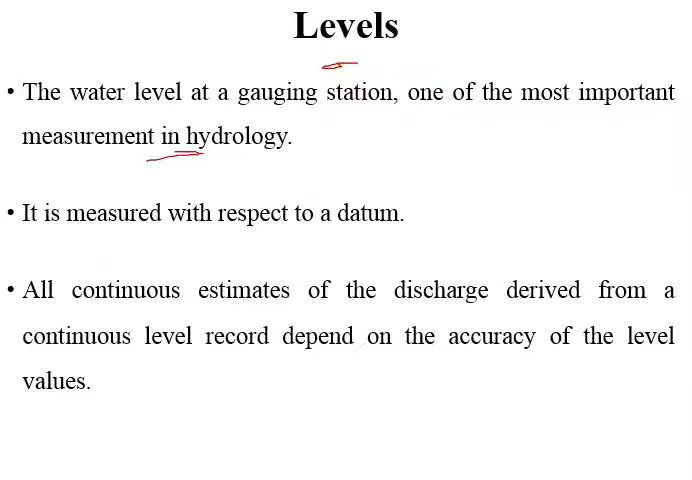 Levels
• The water level at a gauging station, one of the most important
measurement in hydrology.
• It is measured with respect to a datum.
• All continuous estimates of the discharge derived from a
continuous level record depend on the accuracy of the level
values.